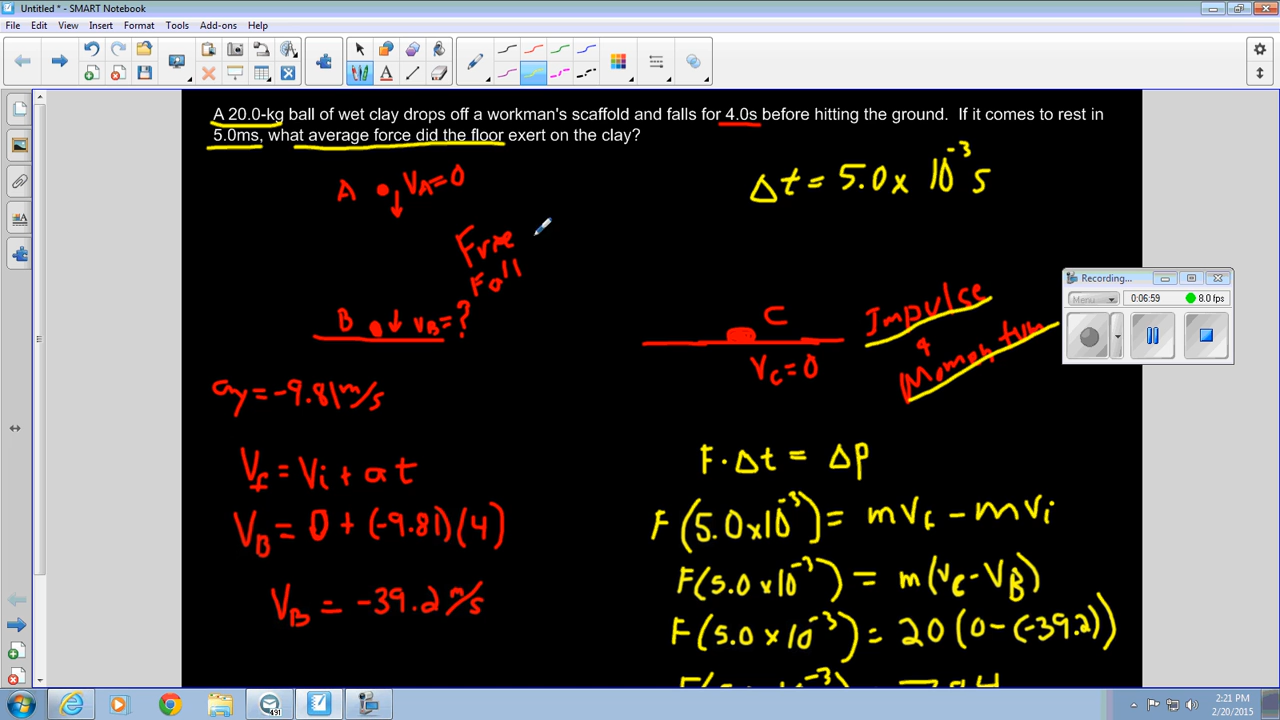 Untitled * - SMART Notebook
File Edit View Insert Format Tools Add-ons Help
A 20.0-kg ball of wet clay drops off a workman's scaffold and falls for 4.0s before hitting the ground. If it comes to rest in
5.0ms, what average force did the floor exert on the clay?
A VA=0
Δt = 5.0x 10⁻³ s
Free
Fall
B VB=?
C
VC=0
Impulse
&
Momentum
Recording...
Menu 0:06:59 8.0 fps
ay = -9.81m/s
Vf = Vi + at
VB = 0 + (-9.81)(4)
VB = -39.2 m/s
F·Δt = Δp
F(5.0x10⁻³) = mVf - mVi
F(5.0x10⁻³) = m(VC-VB)
F(5.0x10⁻³) = 20(0-(-39.2))
491
2:21 PM
2/20/2015